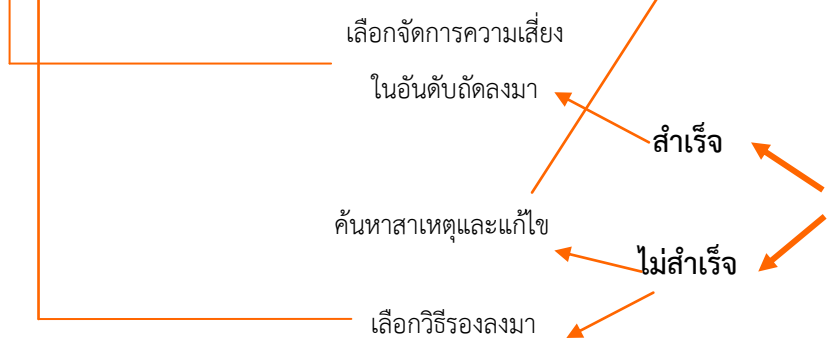 เลือกจัดการความเสี่ยง
ในอันดับถัดลงมา
สำเร็จ
ค้นหาสาเหตุและแก้ไข
ไม่สำเร็จ
เลือกวิธีรองลงมา